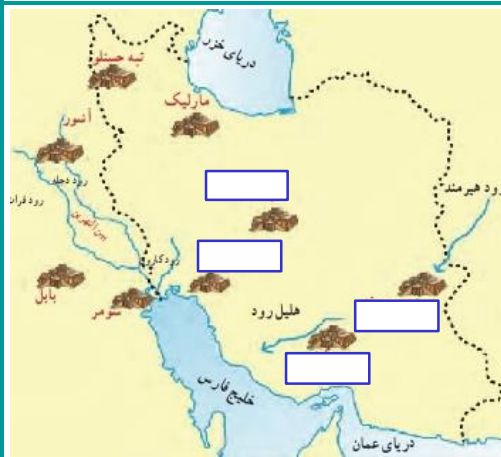 دریای خزر
تپه حسنلو
مارلیک
آشور
رود دجله
رود فرات
بین النهرین
رود هیرمند
رود کارون
بابل
سومر
هلیل رود
خلیج فارس
دریای عمان